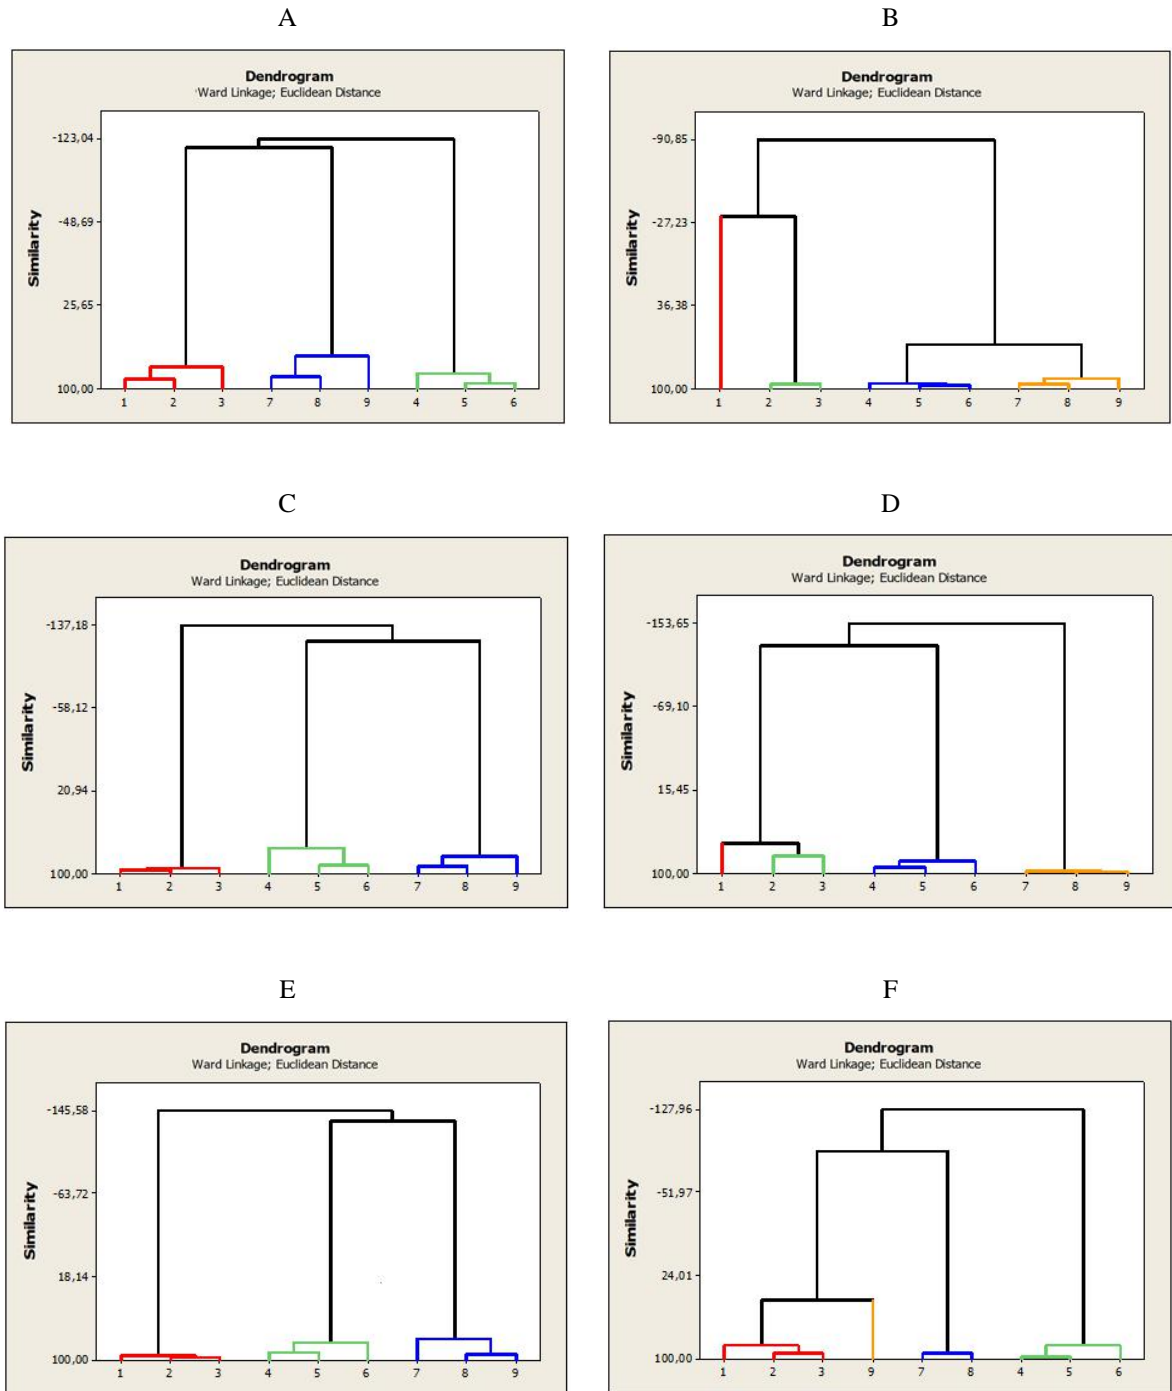 A
Dendrogram
Ward Linkage; Euclidean Distance
Similarity
-123,04
-48,69
25,65
100,00
1 2 3 7 8 9 4 5 6
B
Dendrogram
Ward Linkage; Euclidean Distance
Similarity
-90,85
-27,23
36,38
100,00
1 2 3 4 5 6 7 8 9
C
Dendrogram
Ward Linkage; Euclidean Distance
Similarity
-137,18
-58,12
20,94
100,00
1 2 3 4 5 6 7 8 9
D
Dendrogram
Ward Linkage; Euclidean Distance
Similarity
-153,65
-69,10
15,45
100,00
1 2 3 4 5 6 7 8 9
E
Dendrogram
Ward Linkage; Euclidean Distance
Similarity
-145,58
-63,72
18,14
100,00
1 2 3 4 5 6 7 8 9
F
Dendrogram
Ward Linkage; Euclidean Distance
Similarity
-127,96
-51,97
24,01
100,00
1 2 3 9 7 8 4 5 6